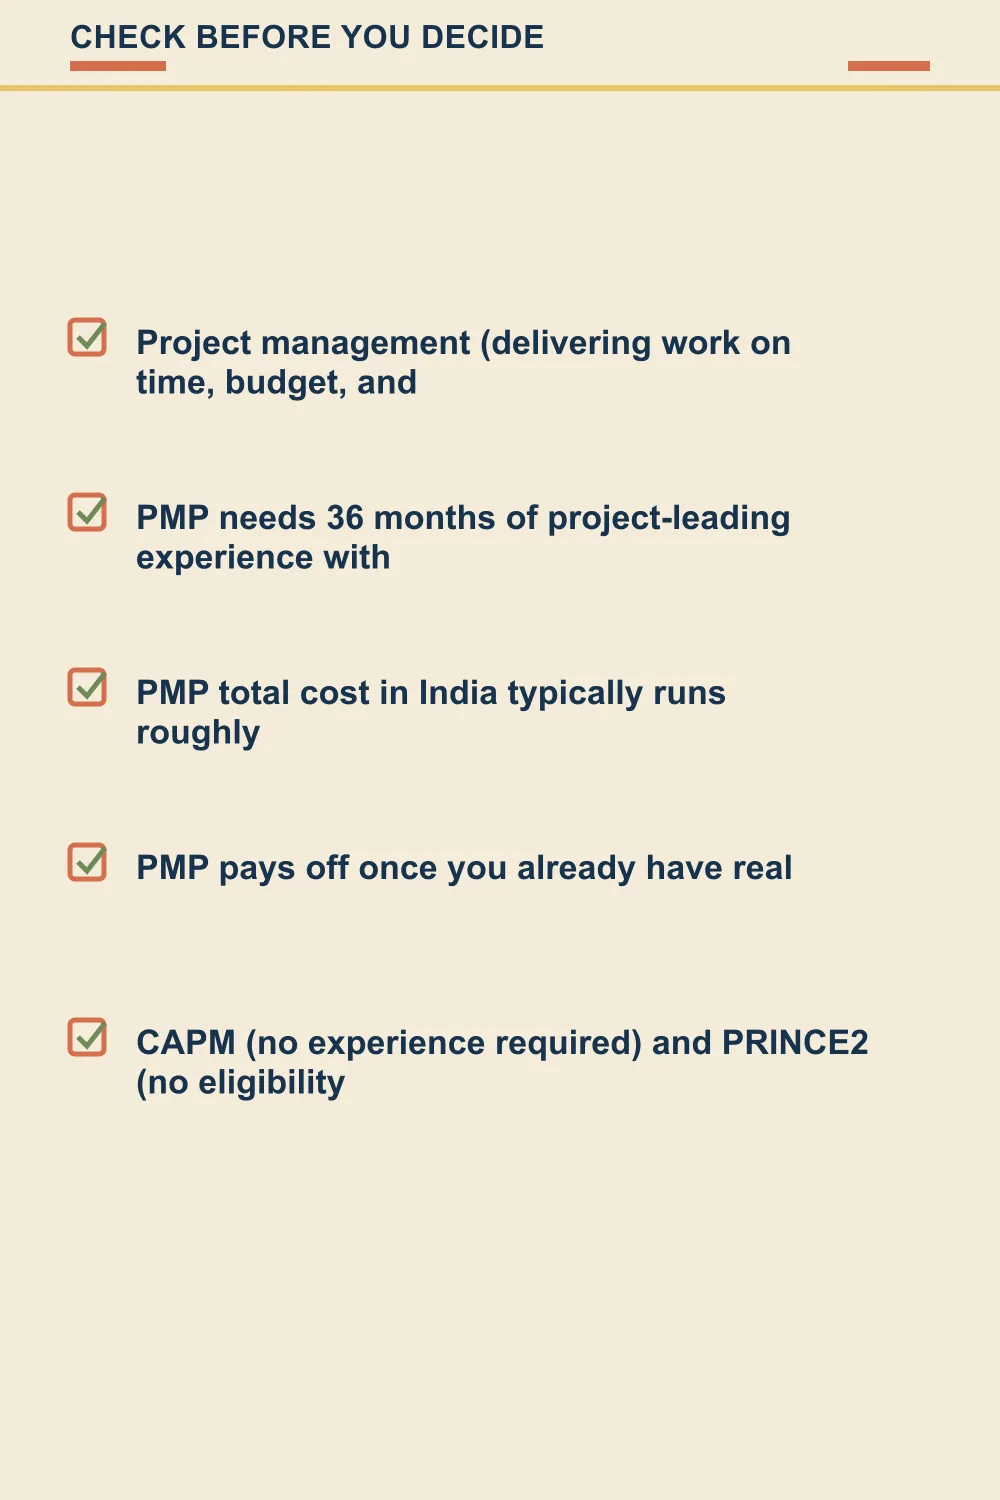 CHECK BEFORE YOU DECIDE
Project management (delivering work on
time, budget, and
PMP needs 36 months of project-leading
experience with
PMP total cost in India typically runs
roughly
PMP pays off once you already have real
CAPM (no experience required) and PRINCE2
(no eligibility